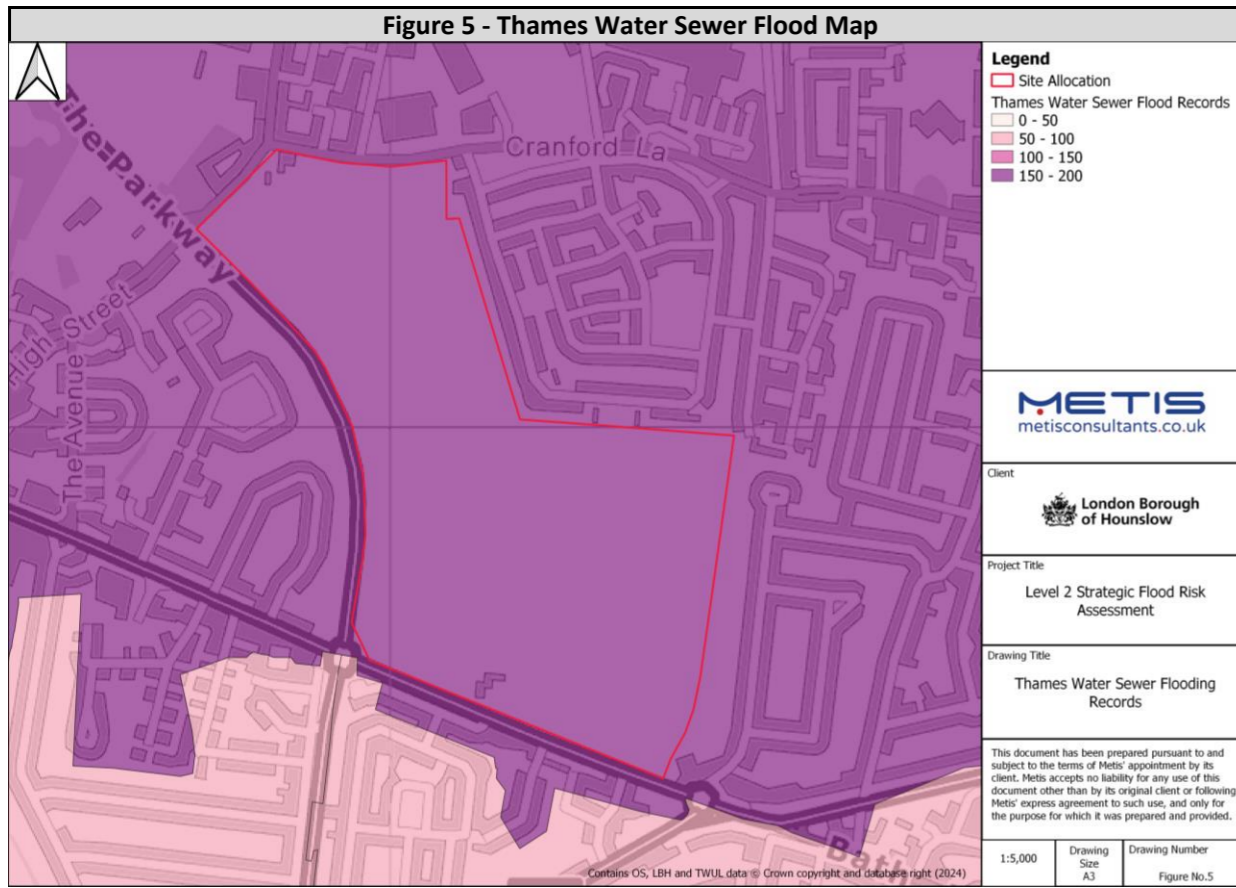 Figure 5 - Thames Water Sewer Flood Map
The Parkway
Cranford La
High Street
The Avenue
Bath
Contains OS, LBH and TWUL data © Crown copyright and database right (2024)
Legend
Site Allocation
Thames Water Sewer Flood Records
0 - 50
50 - 100
100 - 150
150 - 200
METIS
metisconsultants.co.uk
Client
London Borough
of Hounslow
Project Title
Level 2 Strategic Flood Risk
Assessment
Drawing Title
Thames Water Sewer Flooding
Records
This document has been prepared pursuant to and
subject to the terms of Metis' appointment by its
client. Metis accepts no liability for any use of this
document other than by its original client or following
Metis' express agreement to such use, and only for
the purpose for which it was prepared and provided.
1:5,000
Drawing
Size
A3
Drawing Number
Figure No.5